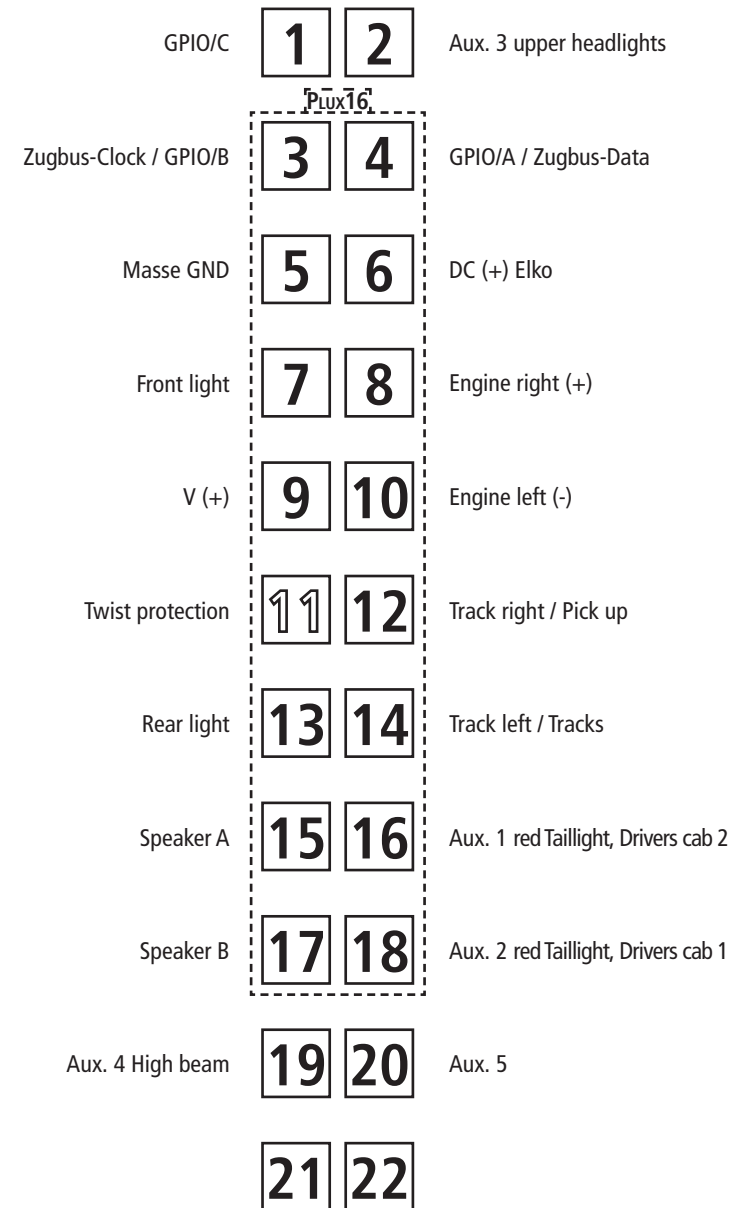 GPIO/C 1 2 Aux. 3 upper headlights
PLUX16
Zugbus-Clock / GPIO/B 3 4 GPIO/A / Zugbus-Data
Masse GND 5 6 DC (+) Elko
Front light 7 8 Engine right (+)
V (+) 9 10 Engine left (-)
Twist protection 11 12 Track right / Pick up
Rear light 13 14 Track left / Tracks
Speaker A 15 16 Aux. 1 red Taillight, Drivers cab 2
Speaker B 17 18 Aux. 2 red Taillight, Drivers cab 1
Aux. 4 High beam 19 20 Aux. 5
21 22